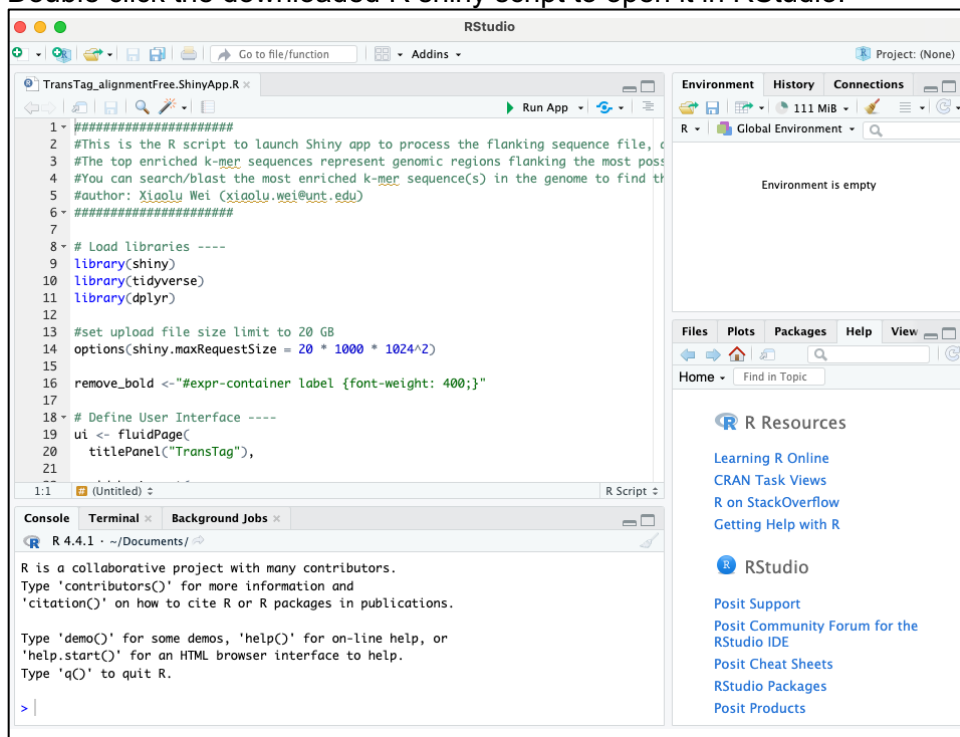 Double click the downloaded R shiny script to open it in RStudio.
RStudio
Go to file/function
Addins
Project: (None)
TransTag_alignmentFree.ShinyApp.R
Run App
1 ######################
2 #This is the R script to launch Shiny app to process the flanking sequence file,
3 #The top enriched k-mer sequences represent genomic regions flanking the most poss
4 #You can search/blast the most enriched k-mer sequence(s) in the genome to find th
5 #author: Xiaolu Wei (xiaolu.wei@unt.edu)
6 ######################
7
8 # Load libraries ----
9 library(shiny)
10 library(tidyverse)
11 library(dplyr)
12
13 #set upload file size limit to 20 GB
14 options(shiny.maxRequestSize = 20 * 1000 * 1024^2)
15
16 remove_bold <-"#expr-container label {font-weight: 400;}"
17
18 # Define User Interface ----
19 ui <- fluidPage(
20 titlePanel("TransTag"),
21
1:1 (Untitled) R Script
Console Terminal Background Jobs
R 4.4.1 · ~/Documents/
R is a collaborative project with many contributors.
Type 'contributors()' for more information and
'citation()' on how to cite R or R packages in publications.
Type 'demo()' for some demos, 'help()' for on-line help, or
'help.start()' for an HTML browser interface to help.
Type 'q()' to quit R.
>
Environment History Connections
111 MiB
R Global Environment
Environment is empty
Files Plots Packages Help View
Home Find in Topic
R Resources
Learning R Online
CRAN Task Views
R on StackOverflow
Getting Help with R
RStudio
Posit Support
Posit Community Forum for the
RStudio IDE
Posit Cheat Sheets
RStudio Packages
Posit Products